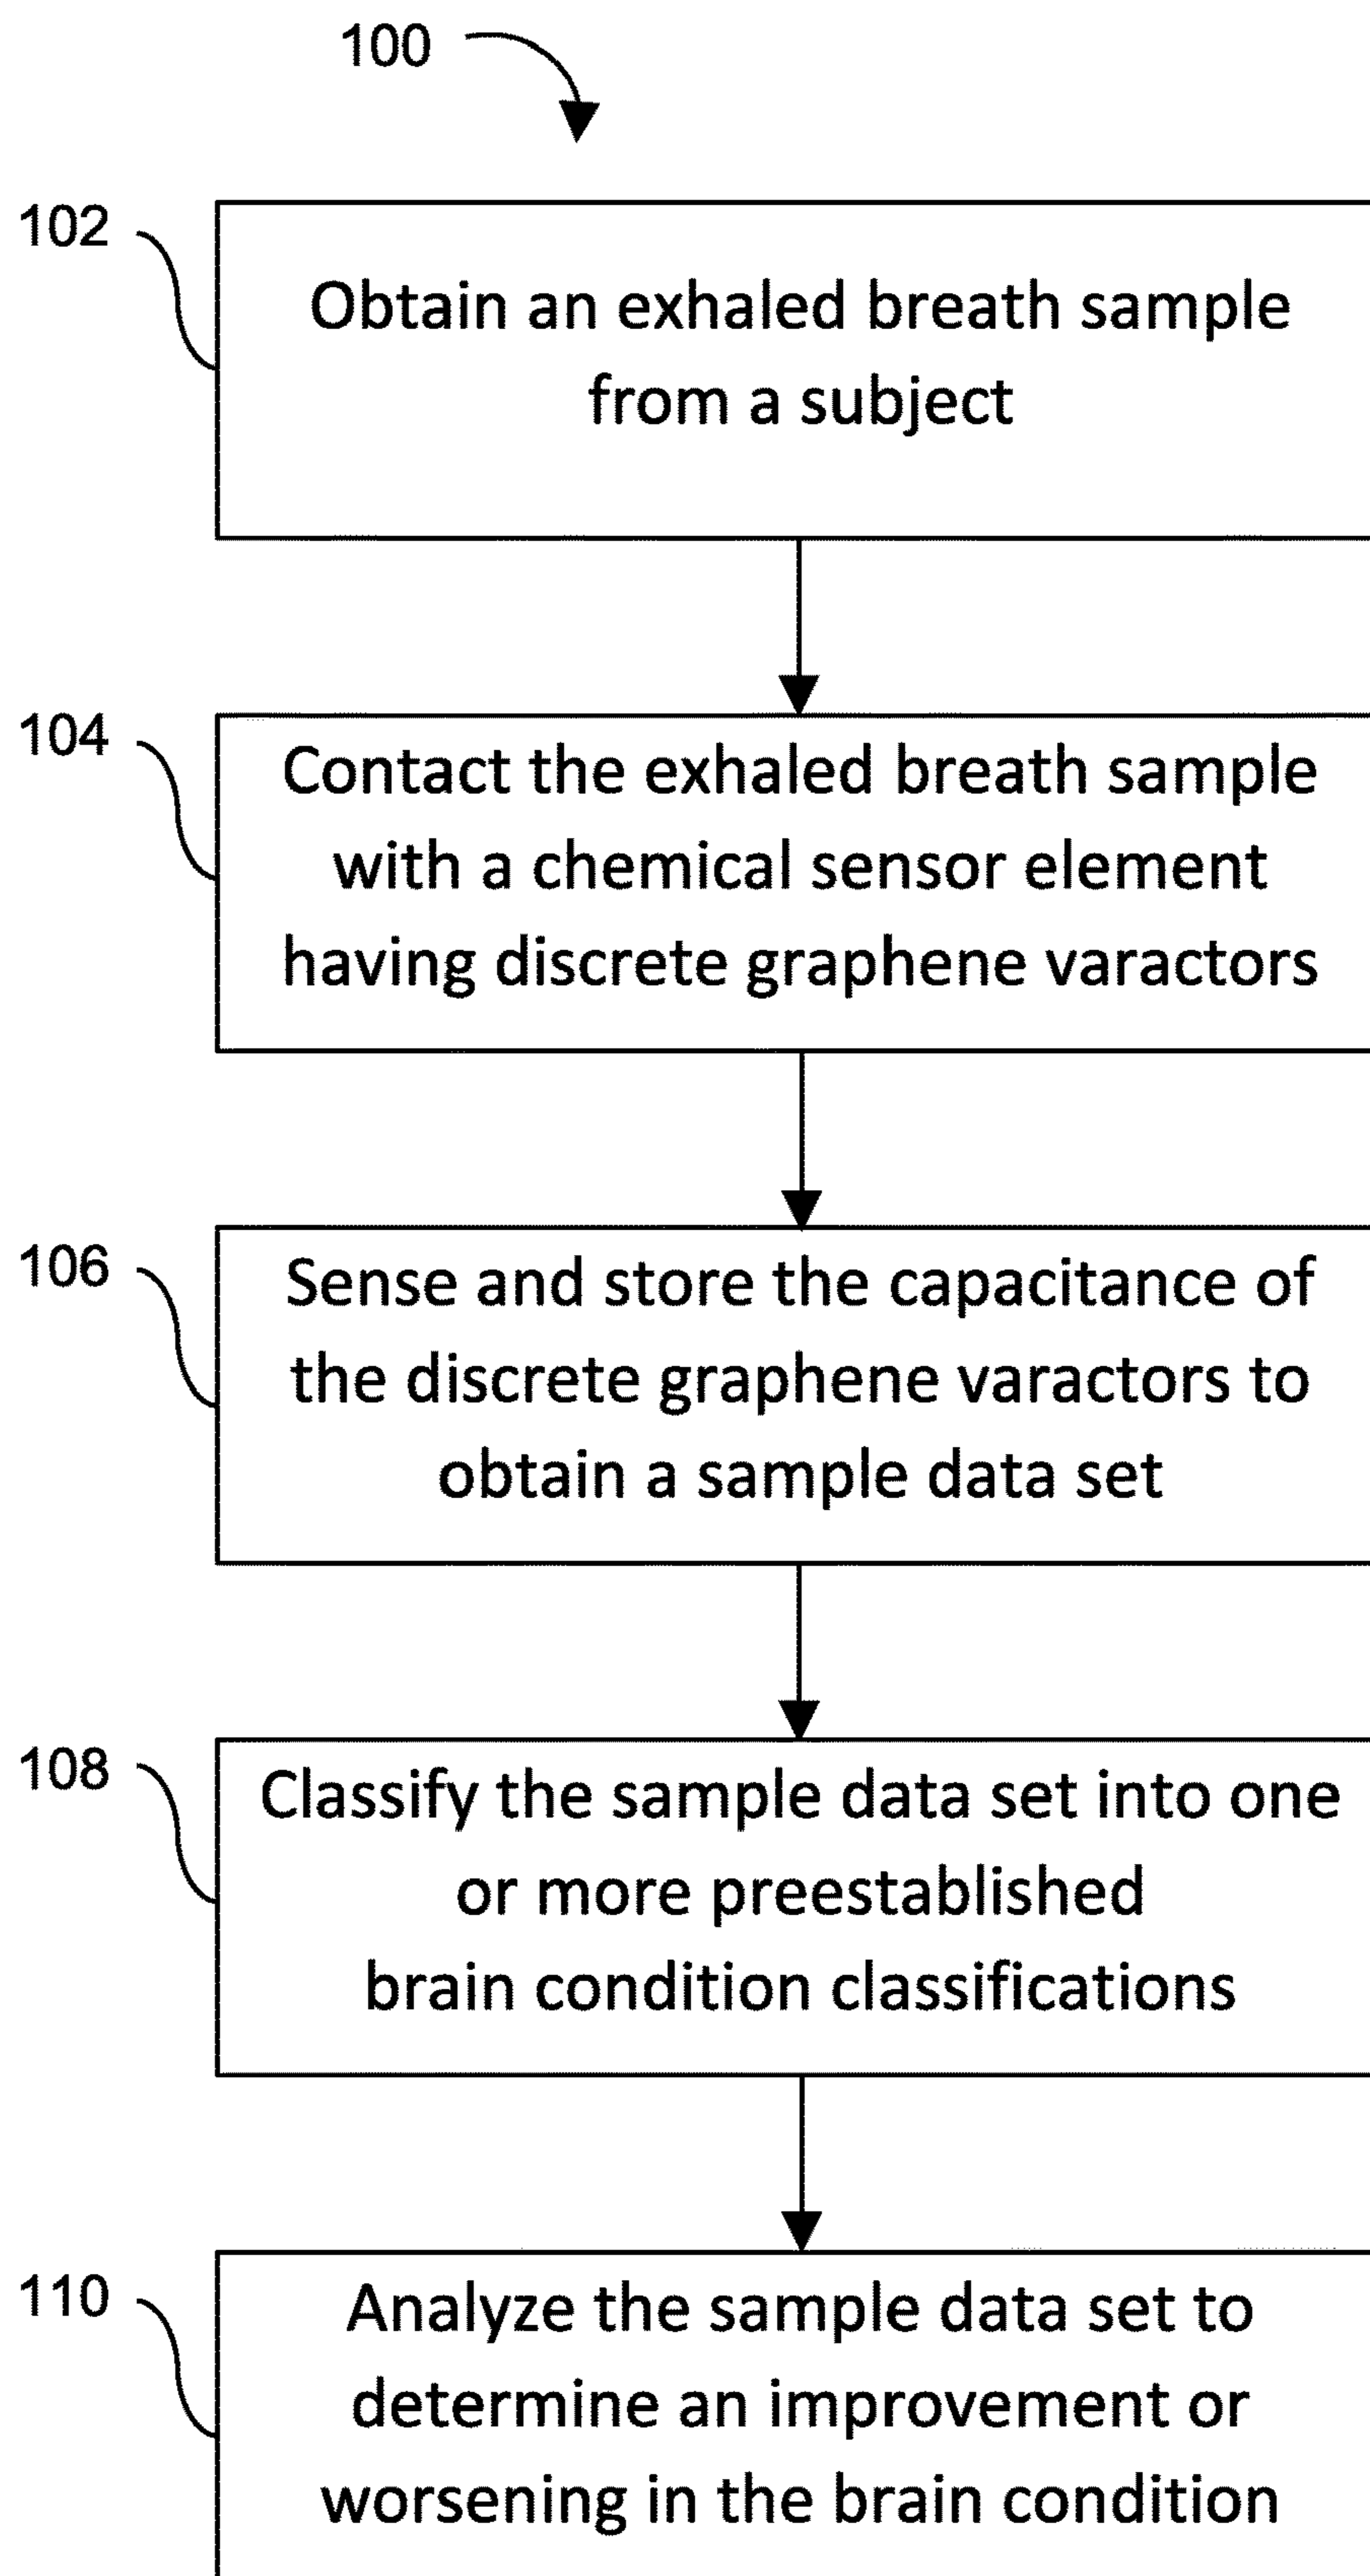 100
102
Obtain an exhaled breath sample
from a subject
104
Contact the exhaled breath sample
with a chemical sensor element
having discrete graphene varactors
106
Sense and store the capacitance of
the discrete graphene varactors to
obtain a sample data set
108
Classify the sample data set into one
or more preestablished
brain condition classifications
110
Analyze the sample data set to
determine an improvement or
worsening in the brain condition